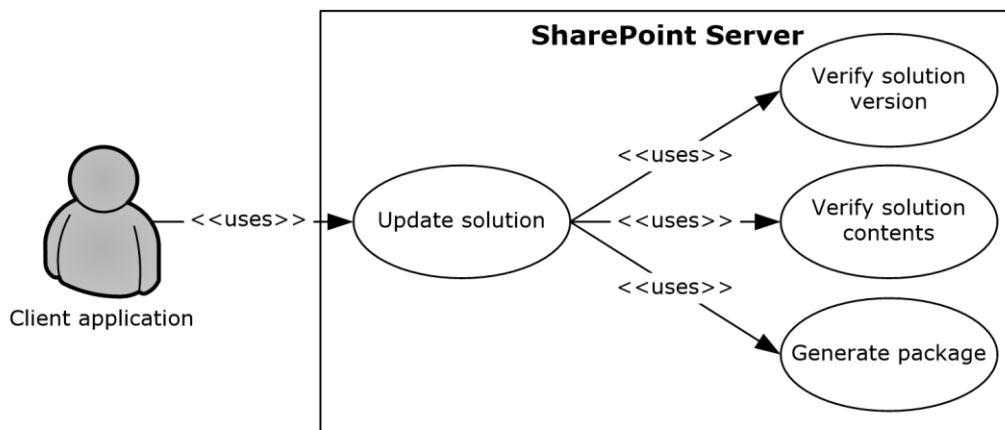 SharePoint Server
Verify solution
version
<<uses>>
<<uses>>
Update solution
<<uses>>
Verify solution
contents
<<uses>>
Client application
Generate package